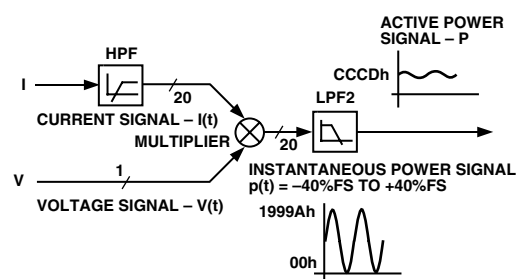 ACTIVE POWER
SIGNAL – P
HPF
CCCDh
I
20
LPF2
CURRENT SIGNAL – I(t)
MULTIPLIER
20
1
V
INSTANTANEOUS POWER SIGNAL
p(t) = –40%FS TO +40%FS
VOLTAGE SIGNAL – V(t)
1999Ah
00h